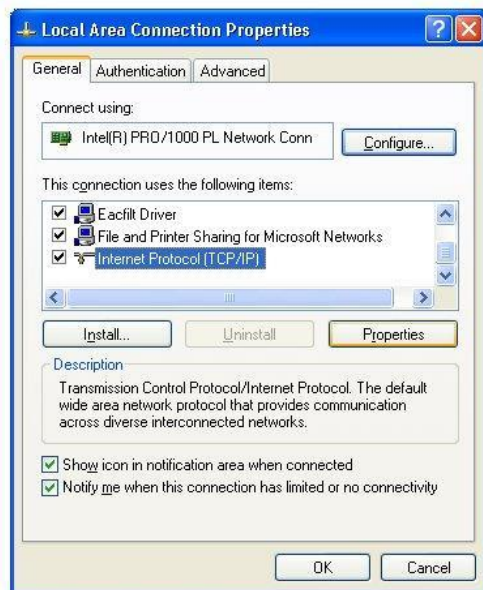 Local Area Connection Properties
General Authentication Advanced
Connect using:
Intel(R) PRO/1000 PL Network Conn Configure...
This connection uses the following items:
Eacfilt Driver
File and Printer Sharing for Microsoft Networks
Internet Protocol (TCP/IP)
Install... Uninstall Properties
Description
Transmission Control Protocol/Internet Protocol. The default
wide area network protocol that provides communication
across diverse interconnected networks.
Show icon in notification area when connected
Notify me when this connection has limited or no connectivity
OK Cancel